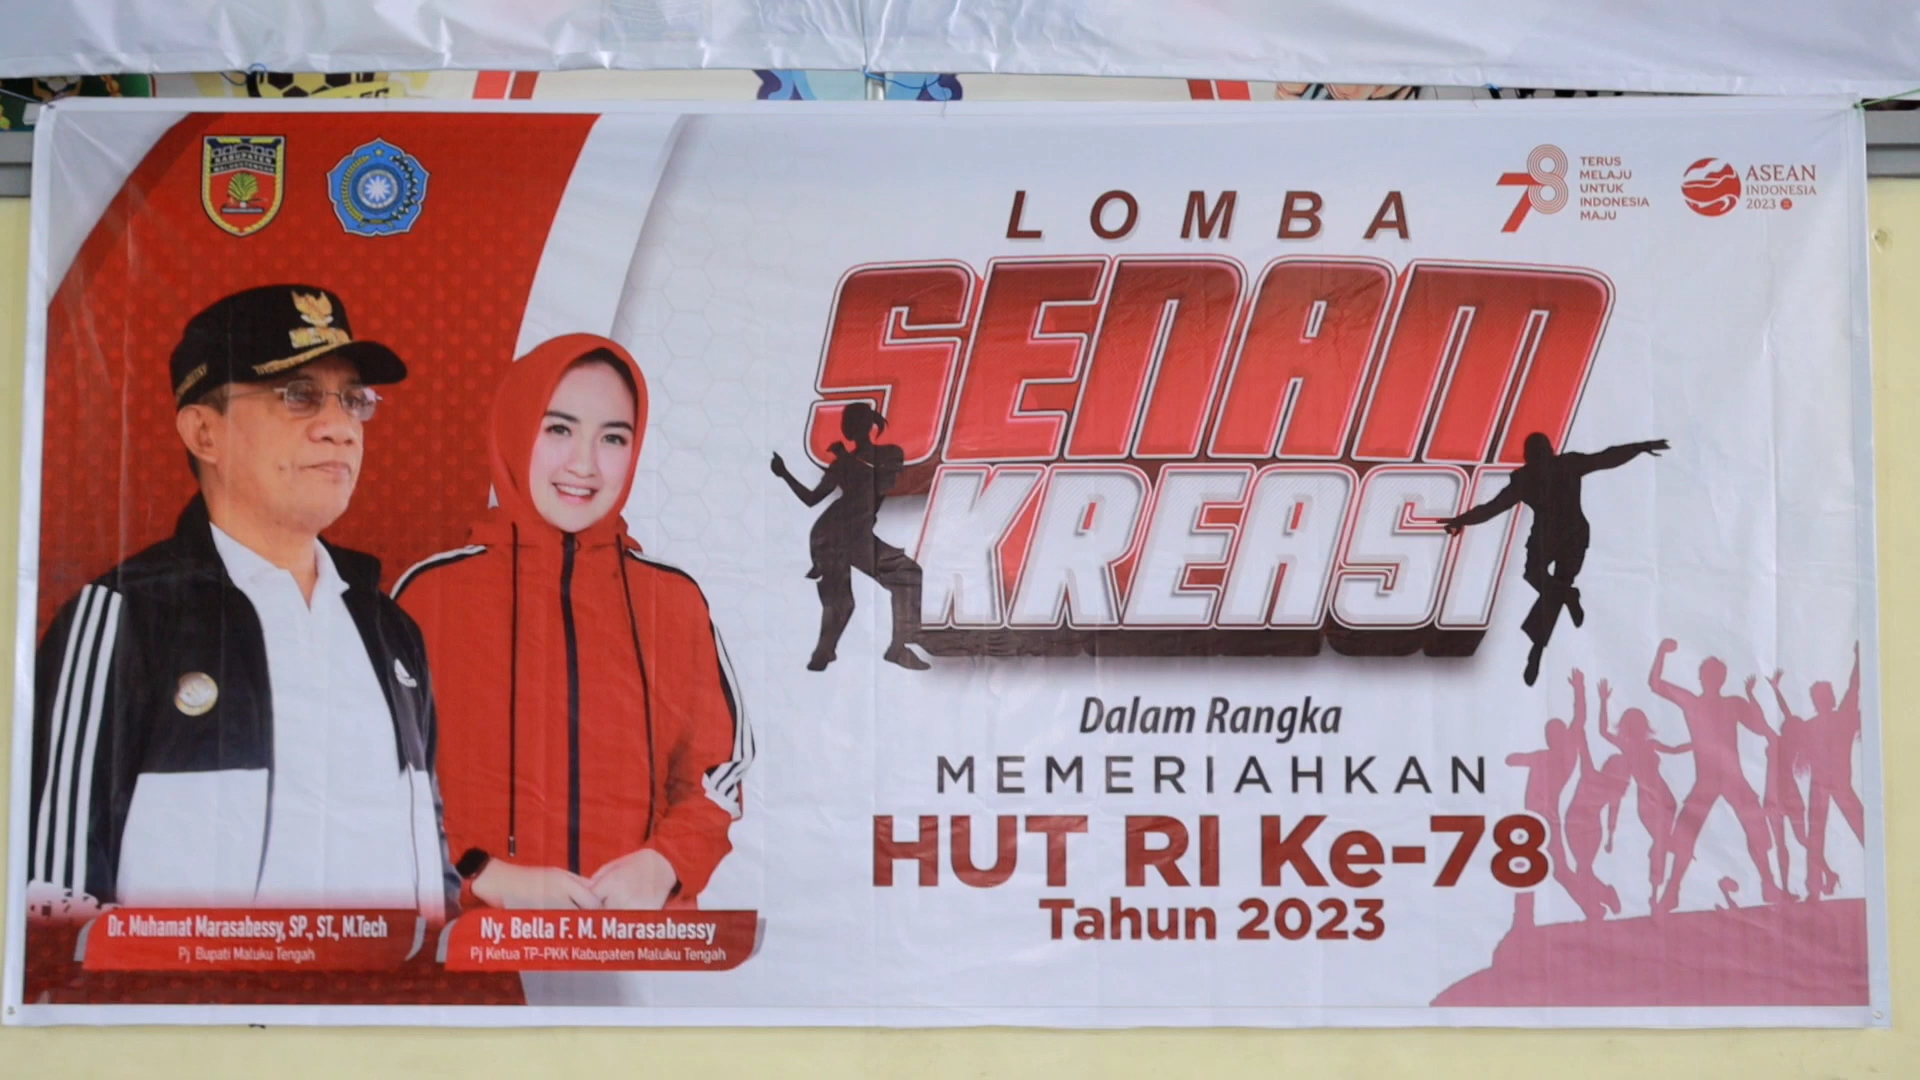 KABUPATEN
LOMBA
SENAM
KREASI
78
TERUS
MELAJU
UNTUK
INDONESIA
MAJU
ASEAN
INDONESIA
2023
Dalam Rangka
MEMERIAHKAN
HUT RI Ke-78
Tahun 2023
Dr. Muhamat Marasabessy, SP., ST., M.Tech
Pj Bupati Maluku Tengah
Ny. Bella F. M. Marasabessy
Pj Ketua TP-PKK Kabupaten Maluku Tengah